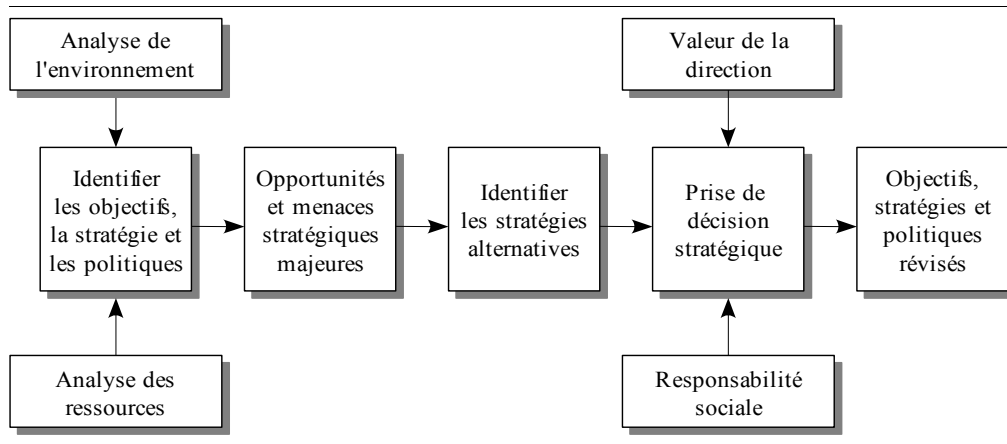 Analyse de
l'environnement
Valeur de la
direction
Identifier
les objectifs,
la stratégie et
les politiques
Opportunités
et menaces
stratégiques
majeures
Identifier
les stratégies
alternatives
Prise de
décision
stratégique
Objectifs,
stratégies et
politiques
révisés
Analyse des
ressources
Responsabilité
sociale